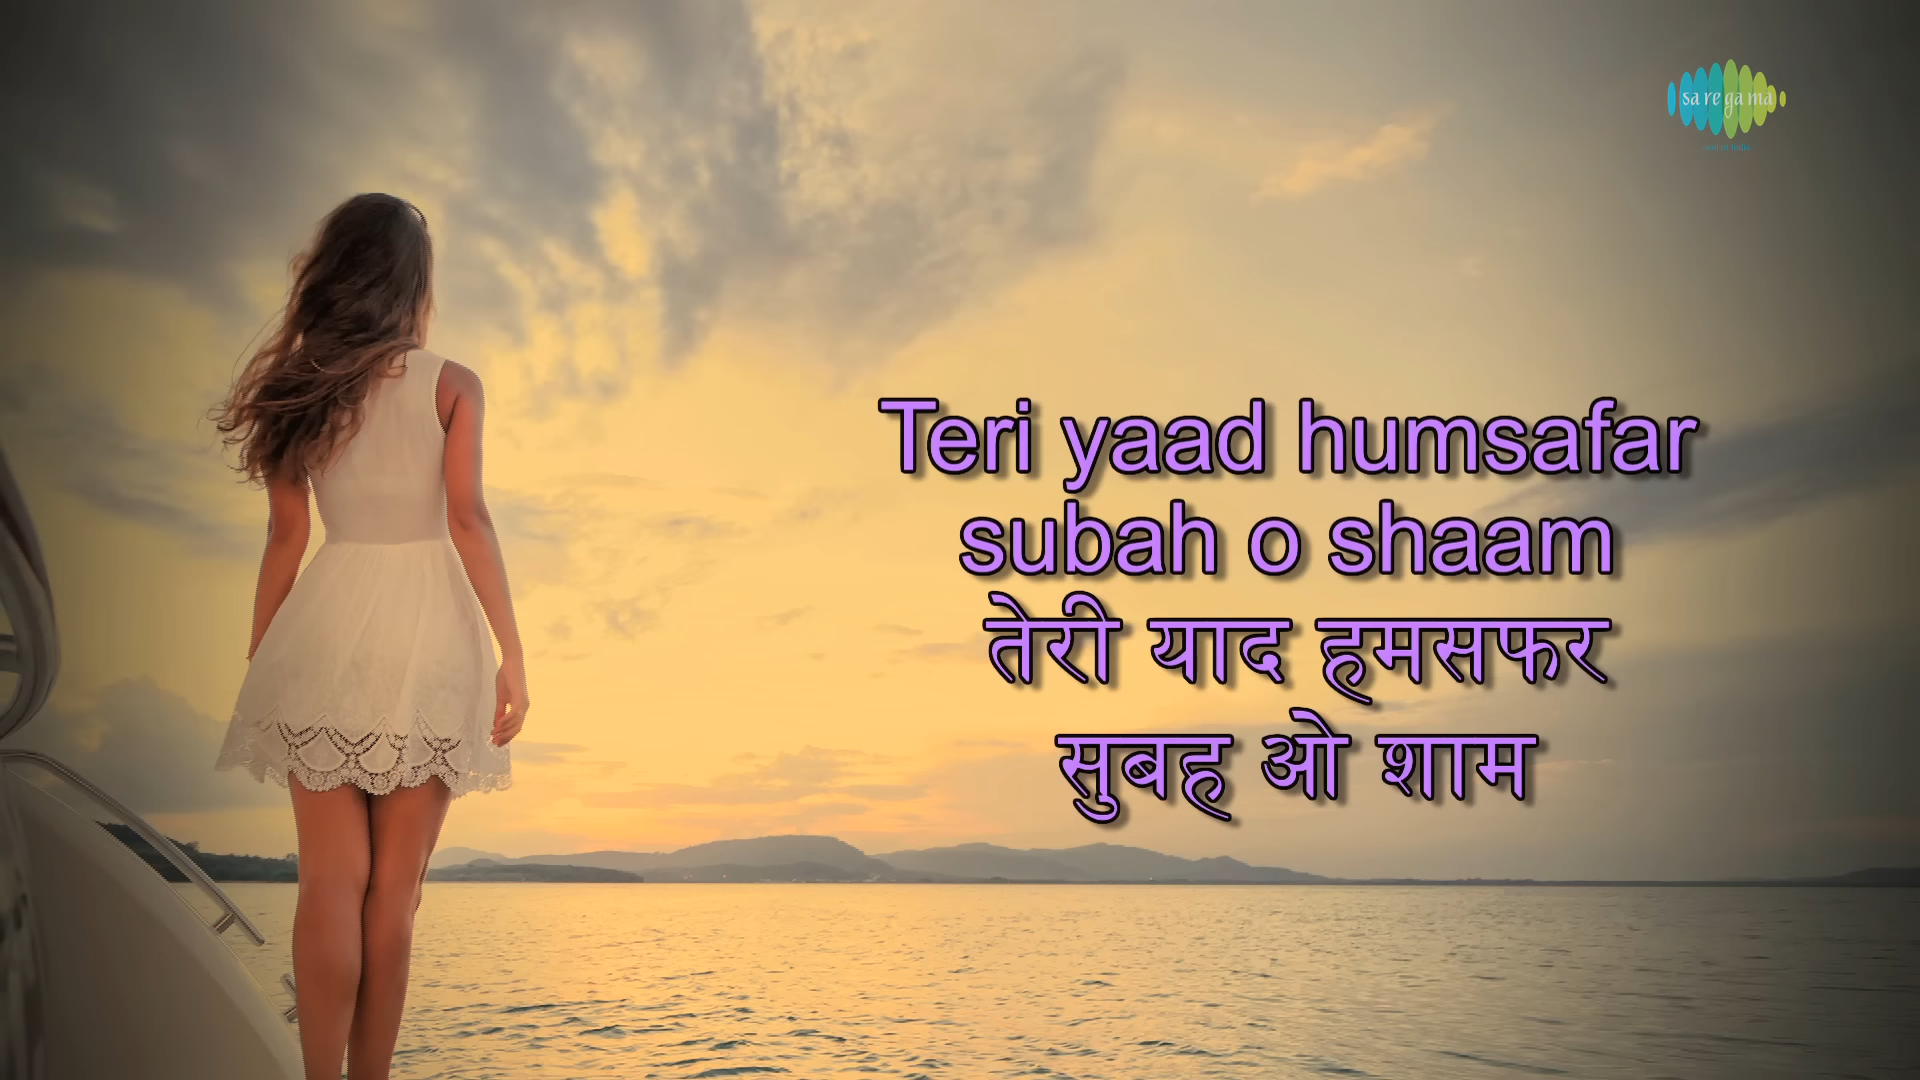 sa re ga ma
Teri yaad humsafar
subah o shaam
तेरी याद हमसफर
सुबह ओ शाम